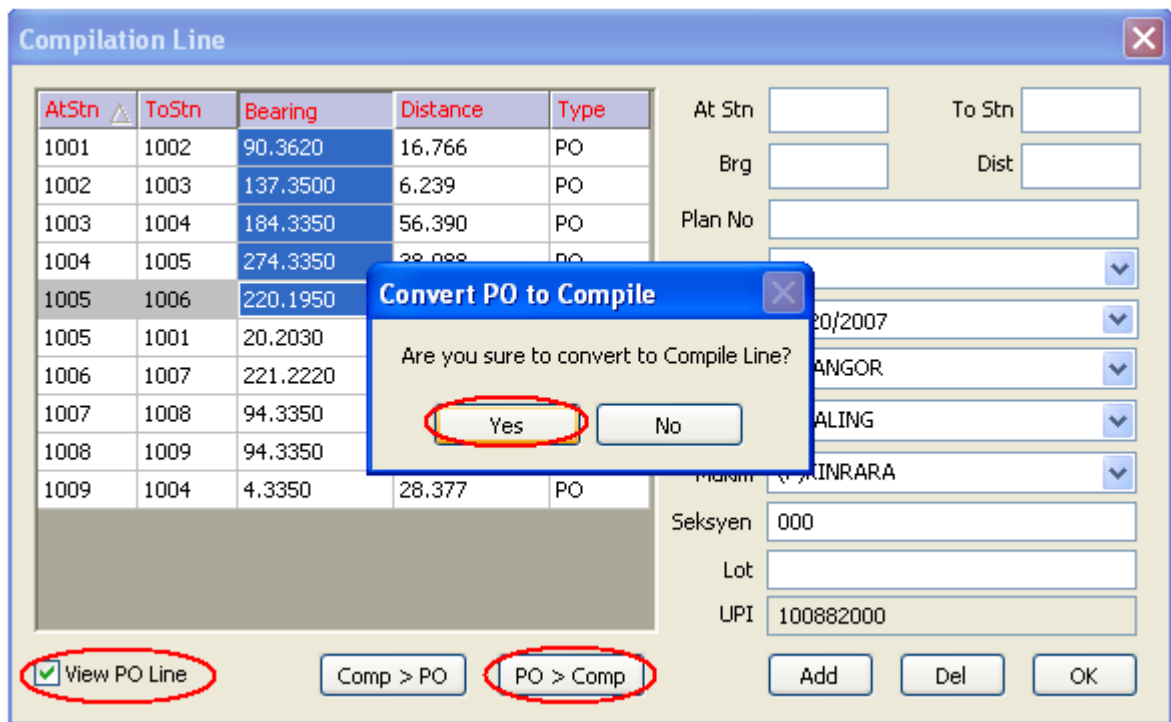 Compilation Line
AtStn ToStn Bearing Distance Type
1001 1002 90.3620 16.766 PO
1002 1003 137.3500 6.239 PO
1003 1004 184.3350 56.390 PO
1004 1005 274.3350
1005 1006 220.1950
1005 1001 20.2030
1006 1007 221.2220
1007 1008 94.3350
1008 1009 94.3350
1009 1004 4.3350 28.377 PO
At Stn To Stn
Brg Dist
Plan No
20/2007
ANGOR
ALING
KINRARA
Seksyen 000
Lot
UPI 100882000
Convert PO to Compile
Are you sure to convert to Compile Line?
Yes No
View PO Line Comp > PO PO > Comp Add Del OK